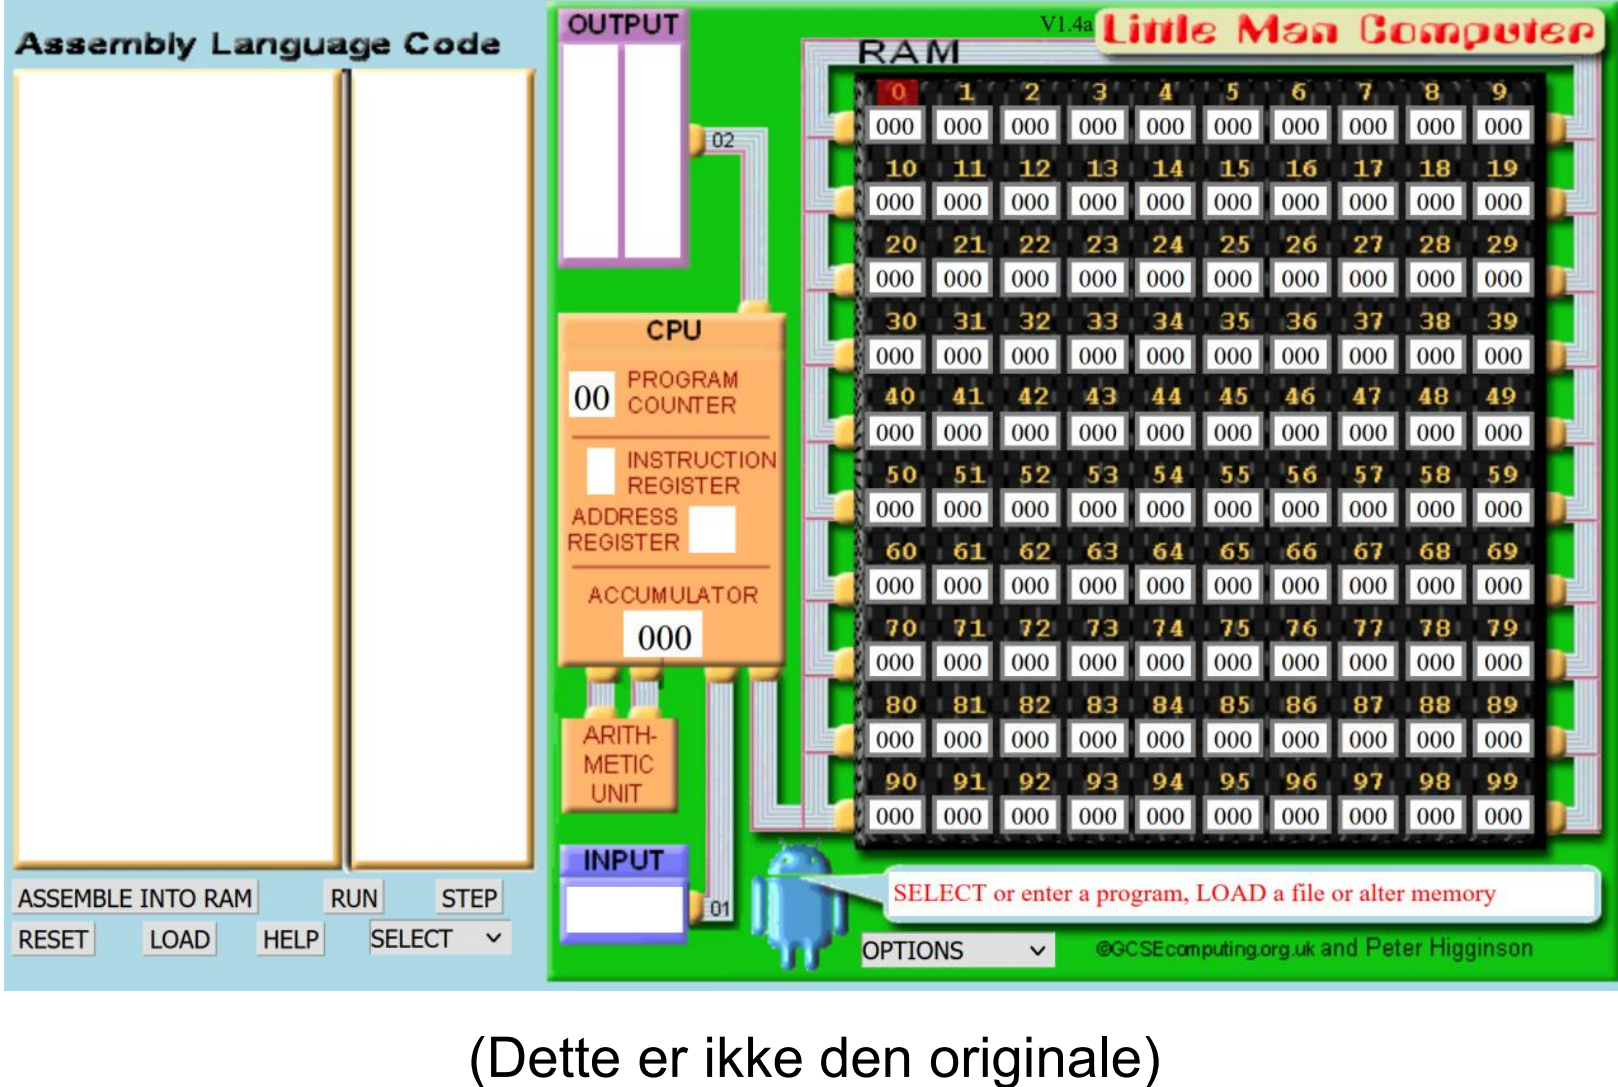 Assembly Language Code
ASSEMBLE INTO RAM RUN STEP
RESET LOAD HELP SELECT
OUTPUT
02
CPU
00 PROGRAM
COUNTER
INSTRUCTION
REGISTER
ADDRESS
REGISTER
ACCUMULATOR
000
ARITH-
METIC
UNIT
INPUT
01
V1.4a Little Man Computer
RAM
0 1 2 3 4 5 6 7 8 9
000 000 000 000 000 000 000 000 000 000
10 11 12 13 14 15 16 17 18 19
000 000 000 000 000 000 000 000 000 000
20 21 22 23 24 25 26 27 28 29
000 000 000 000 000 000 000 000 000 000
30 31 32 33 34 35 36 37 38 39
000 000 000 000 000 000 000 000 000 000
40 41 42 43 44 45 46 47 48 49
000 000 000 000 000 000 000 000 000 000
50 51 52 53 54 55 56 57 58 59
000 000 000 000 000 000 000 000 000 000
60 61 62 63 64 65 66 67 68 69
000 000 000 000 000 000 000 000 000 000
70 71 72 73 74 75 76 77 78 79
000 000 000 000 000 000 000 000 000 000
80 81 82 83 84 85 86 87 88 89
000 000 000 000 000 000 000 000 000 000
90 91 92 93 94 95 96 97 98 99
000 000 000 000 000 000 000 000 000 000
SELECT or enter a program, LOAD a file or alter memory
OPTIONS
©GCSEcomputing.org.uk and Peter Higginson
(Dette er ikke den originale)